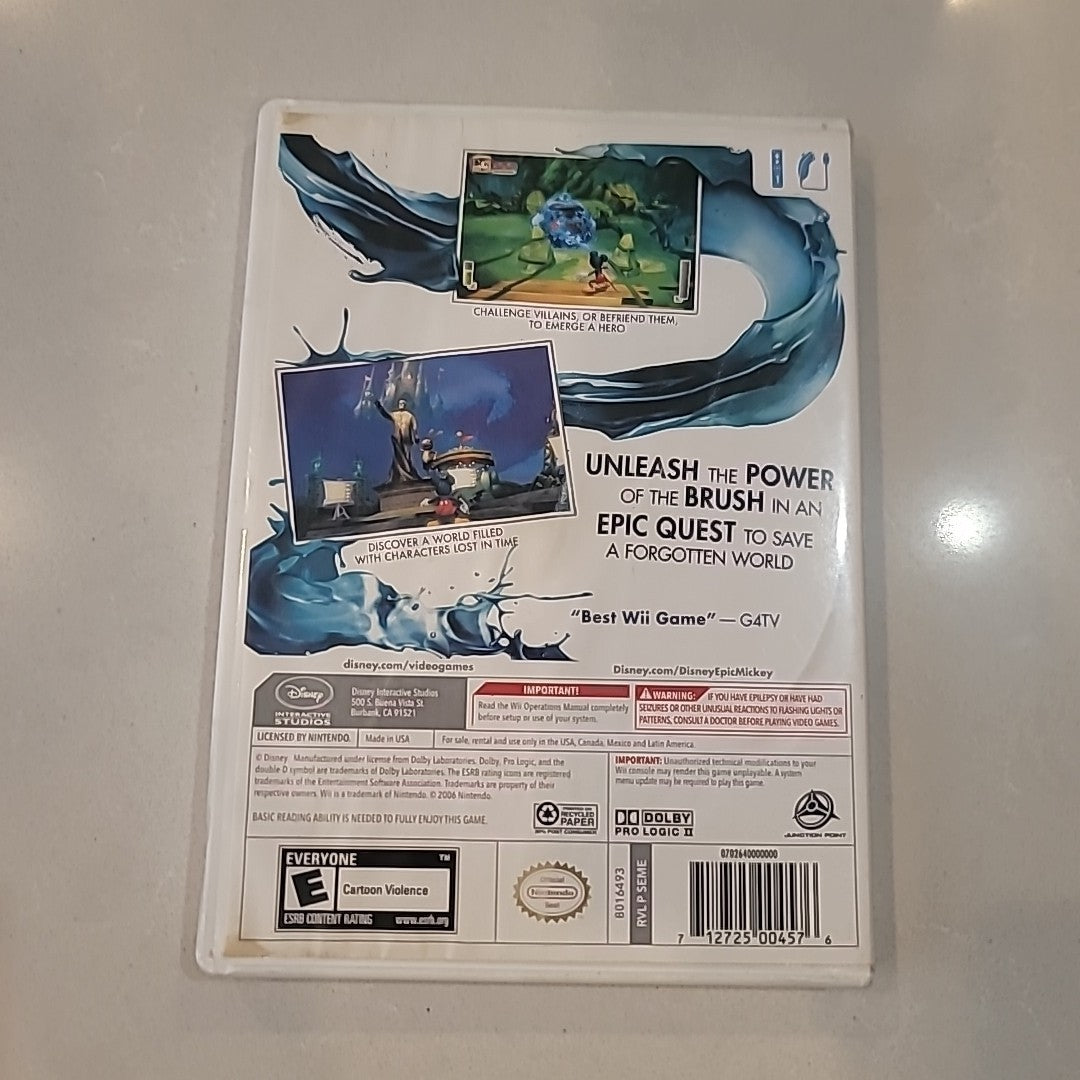 CHALLENGE VILLAINS, OR BEFRIEND THEM,
TO EMERGE A HERO
DISCOVER A WORLD FILLED
WITH CHARACTERS LOST IN TIME
UNLEASH THE POWER
OF THE BRUSH IN AN
EPIC QUEST TO SAVE
A FORGOTTEN WORLD
"Best Wii Game" — G4TV
disney.com/videogames
Disney.com/DisneyEpicMickey
Disney
INTERACTIVE
STUDIOS
Disney Interactive Studios
500 S. Buena Vista St
Burbank, CA 91521
IMPORTANT!
Read the Wii Operations Manual completely
before setup or use of your system.
WARNING: IF YOU HAVE EPILEPSY OR HAVE HAD
SEIZURES OR OTHER UNUSUAL REACTIONS TO FLASHING LIGHTS OR
PATTERNS, CONSULT A DOCTOR BEFORE PLAYING VIDEO GAMES.
LICENSED BY NINTENDO.
Made in USA
For sale, rental and use only in the USA, Canada, Mexico and Latin America.
© Disney. Manufactured under license from Dolby Laboratories. Dolby, Pro Logic, and the
double D symbol are trademarks of Dolby Laboratories. The ESRB rating icons are registered
trademarks of the Entertainment Software Association. Trademarks are property of their
respective owners. Wii is a trademark of Nintendo. © 2006 Nintendo.
BASIC READING ABILITY IS NEEDED TO FULLY ENJOY THIS GAME.
PRINTED ON
RECYCLED
PAPER
30% POST CONSUMER
IMPORTANT: Unauthorized technical modifications to your
Wii console may render this game unplayable. A system
menu update may be required to play this game.
DOLBY
PRO LOGIC II
JUNCTION POINT
EVERYONE
TM
E
Cartoon Violence
ESRB CONTENT RATING www.esrb.org
Official
Nintendo
Seal
8016493
RVL P SEME
0702640000000
7 12725 00457 6